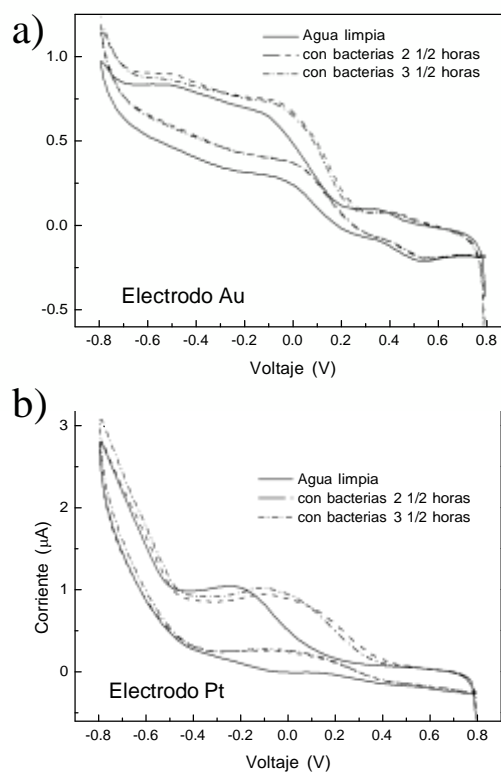 a)
1.0
0.5
0.0
-0.5
Agua limpia
con bacterias 2 1/2 horas
con bacterias 3 1/2 horas
Electrodo Au
-0.8 -0.6 -0.4 -0.2 0.0 0.2 0.4 0.6 0.8
Voltaje (V)
b)
3
2
1
0
Corriente (μA)
Agua limpia
con bacterias 2 1/2 horas
con bacterias 3 1/2 horas
Electrodo Pt
-0.8 -0.6 -0.4 -0.2 0.0 0.2 0.4 0.6 0.8
Voltaje (V)